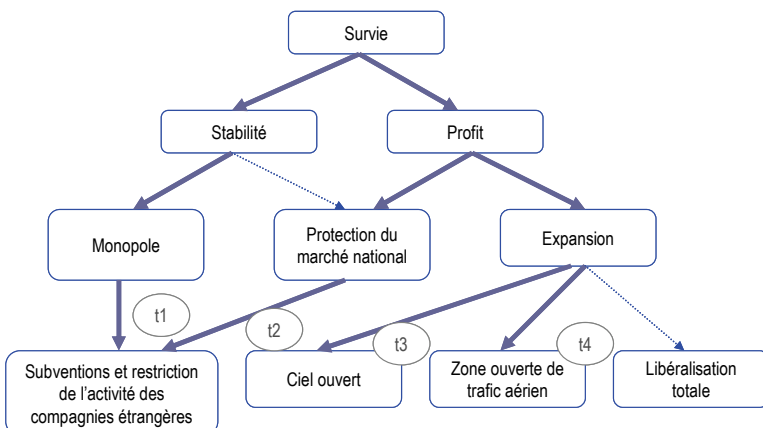 Survie
Stabilité
Profit
Monopole
Protection du
marché national
Expansion
t1
t2
t3
t4
Subventions et restriction
de l’activité des
compagnies étrangères
Ciel ouvert
Zone ouverte de
trafic aérien
Libéralisation
totale